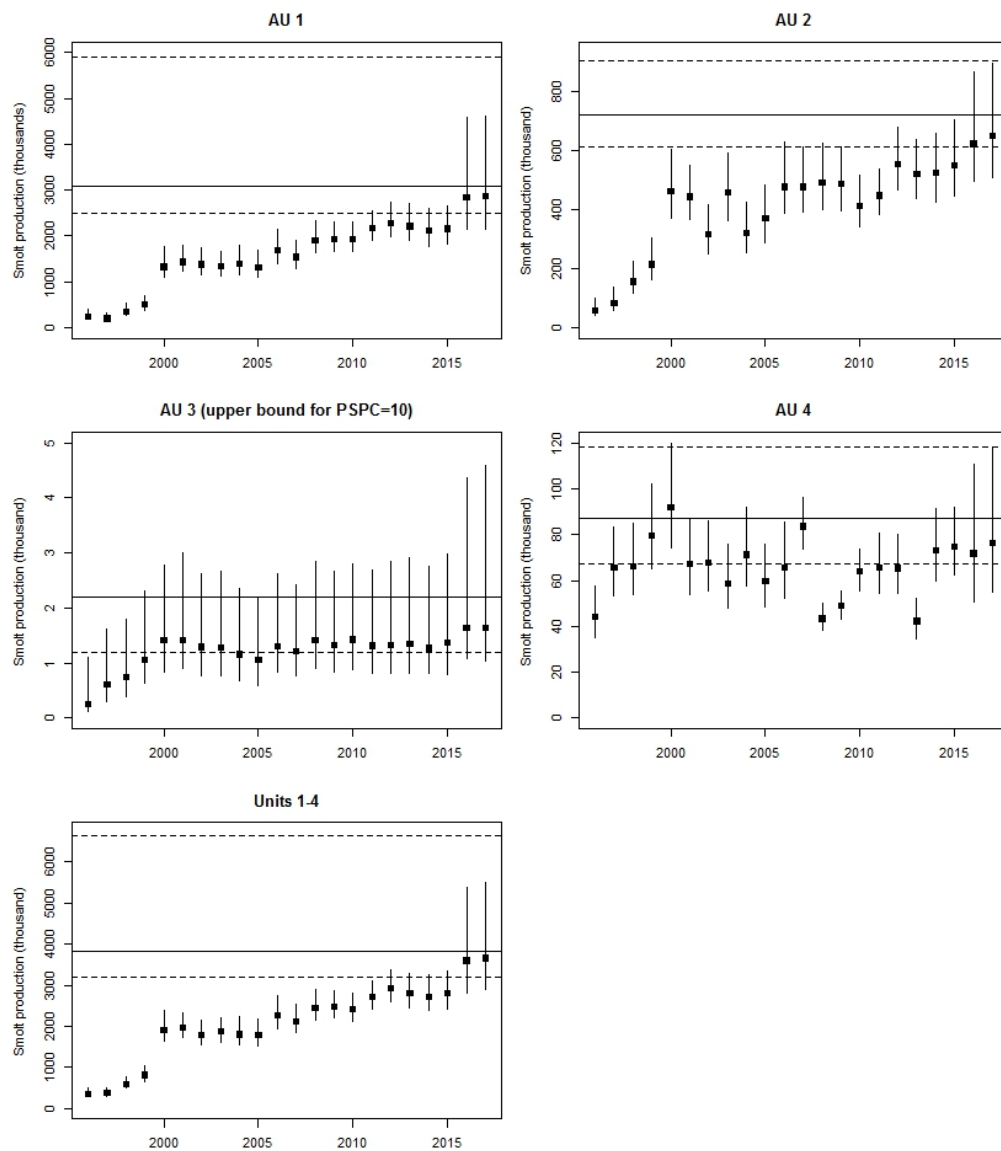 AU 1
Smolt production (thousands)
6000
5000
4000
3000
2000
1000
0
2000 2005 2010 2015
AU 2
Smolt production (thousand)
800
600
400
200
0
2000 2005 2010 2015
AU 3 (upper bound for PSPC=10)
Smolt production (thousand)
5
4
3
2
1
0
2000 2005 2010 2015
AU 4
Smolt production (thousand)
120
100
80
60
40
20
0
2000 2005 2010 2015
Units 1-4
Smolt production (thousand)
6000
5000
4000
3000
2000
1000
0
2000 2005 2010 2015